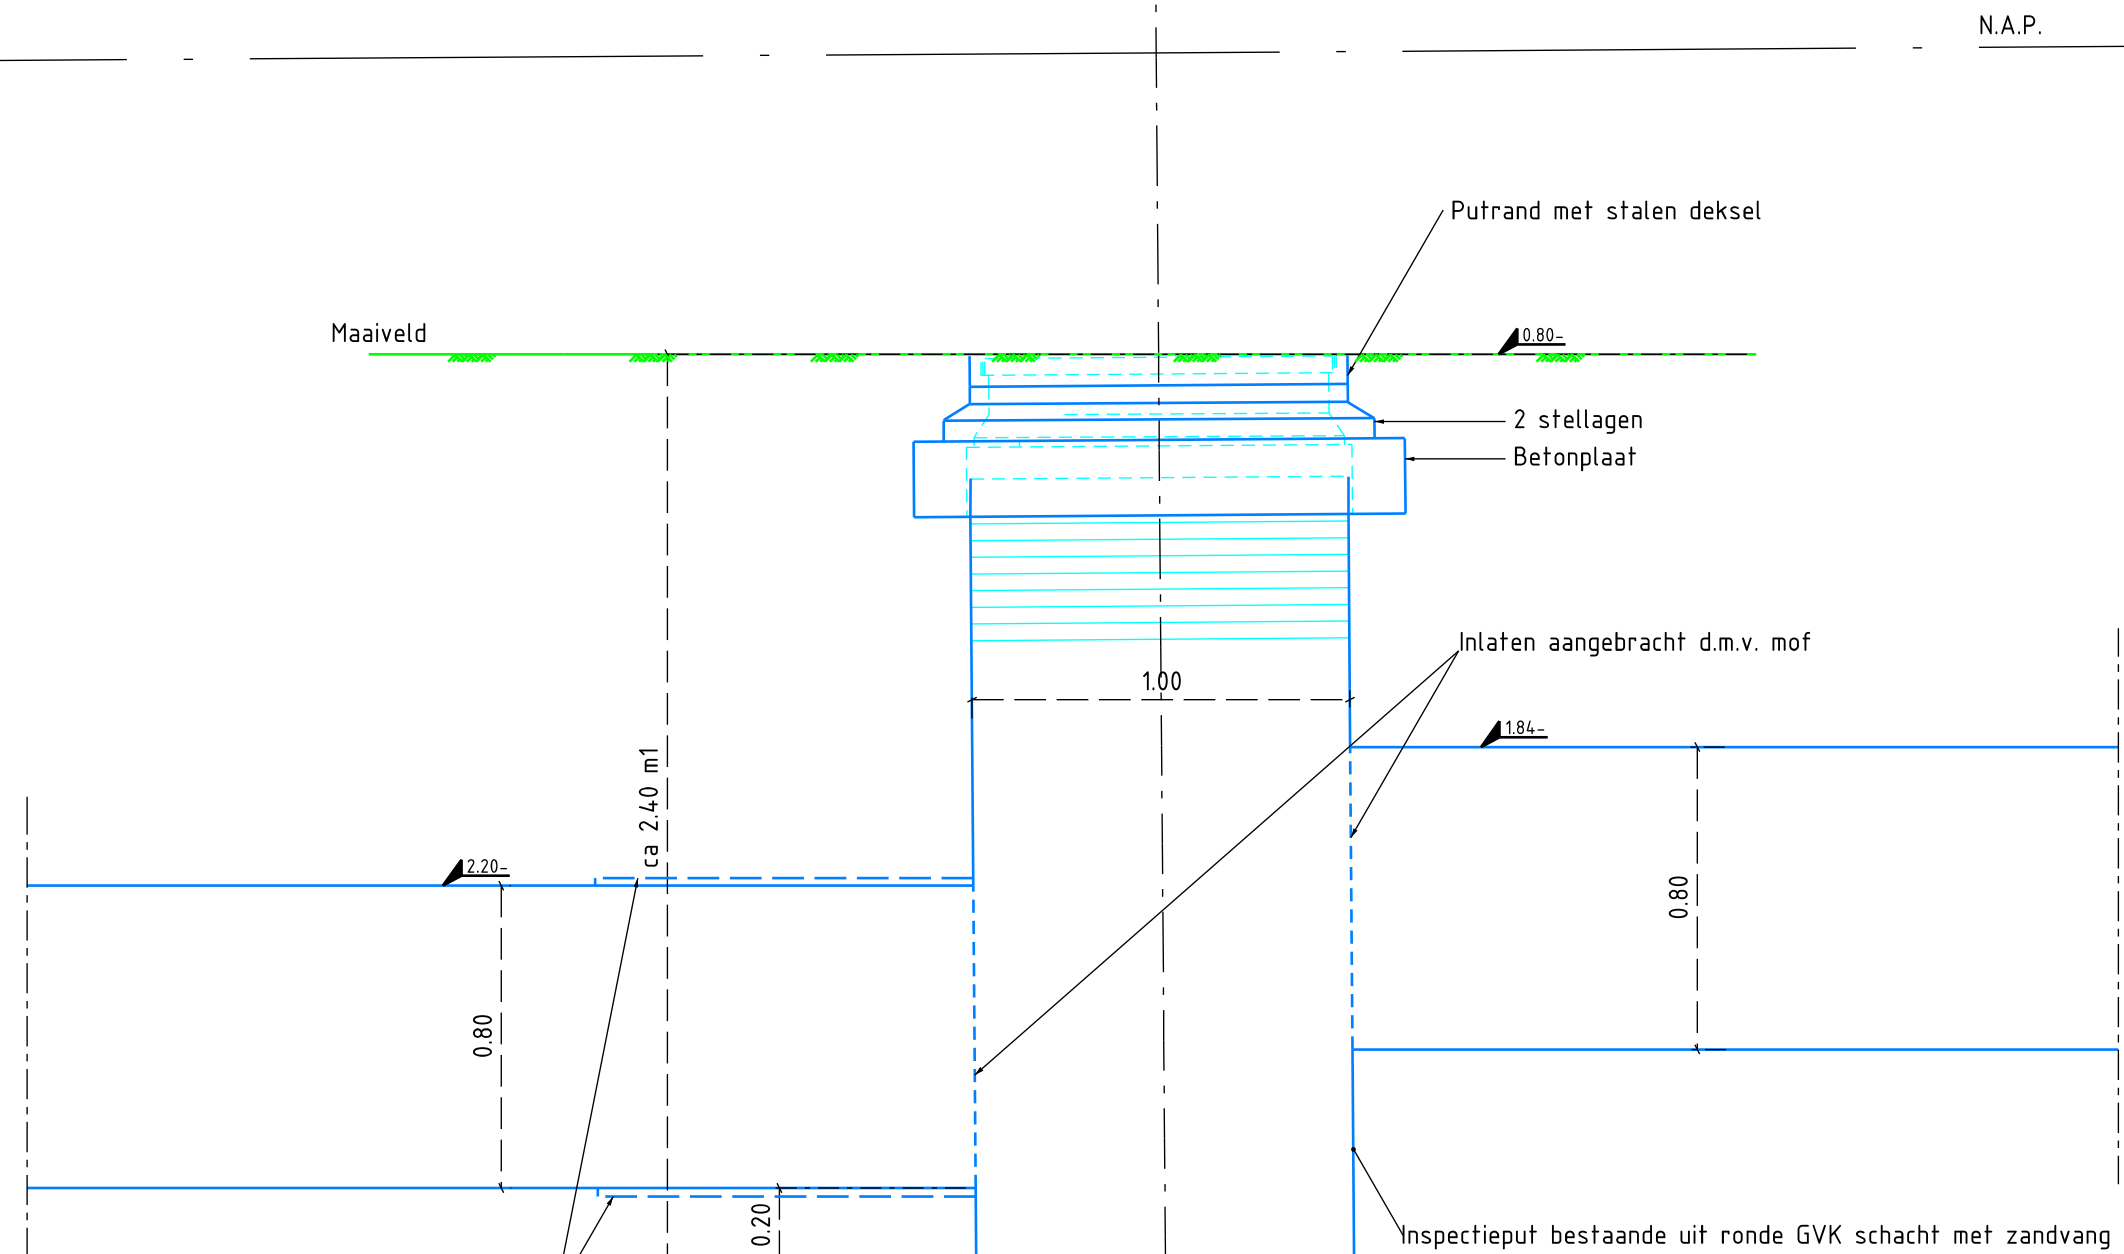 N.A.P.
Putrand met stalen deksel
Maaiveld
0.80-
2 stellagen
Betonplaat
Inlaten aangebracht d.m.v. mof
1.00
1.84-
ca 2.40 m1
2.20-
0.80
0.80
0.20
Inspectieput bestaande uit ronde GVK schacht met zandvang